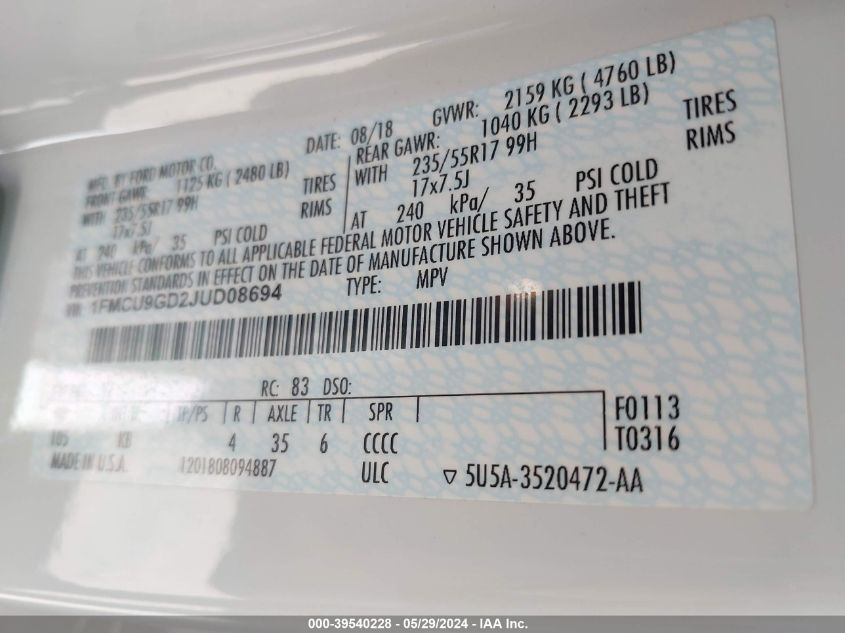 MFD. BY FORD MOTOR CO. DATE: 08/18 GVWR: 2159 KG ( 4760 LB)
FRONT GAWR: 1125 KG ( 2480 LB) REAR GAWR: 1040 KG ( 2293 LB)
WITH 235/55R17 99H TIRES WITH 235/55R17 99H TIRES
17x7.5J RIMS 17x7.5J RIMS
AT 240 kPa/ 35 PSI COLD AT 240 kPa/ 35 PSI COLD
THIS VEHICLE CONFORMS TO ALL APPLICABLE FEDERAL MOTOR VEHICLE SAFETY AND THEFT
PREVENTION STANDARDS IN EFFECT ON THE DATE OF MANUFACTURE SHOWN ABOVE.
VIN: 1FMCU9GD2JUD08694 TYPE: MPV
RC: 83 DSO:
TP/PS R AXLE TR SPR F0113
KB 4 35 6 CCCC T0316
MADE IN U.S.A. 1201808094887 ULC ▽ 5U5A-3520472-AA
000-39540228 - 05/29/2024 - IAA Inc.